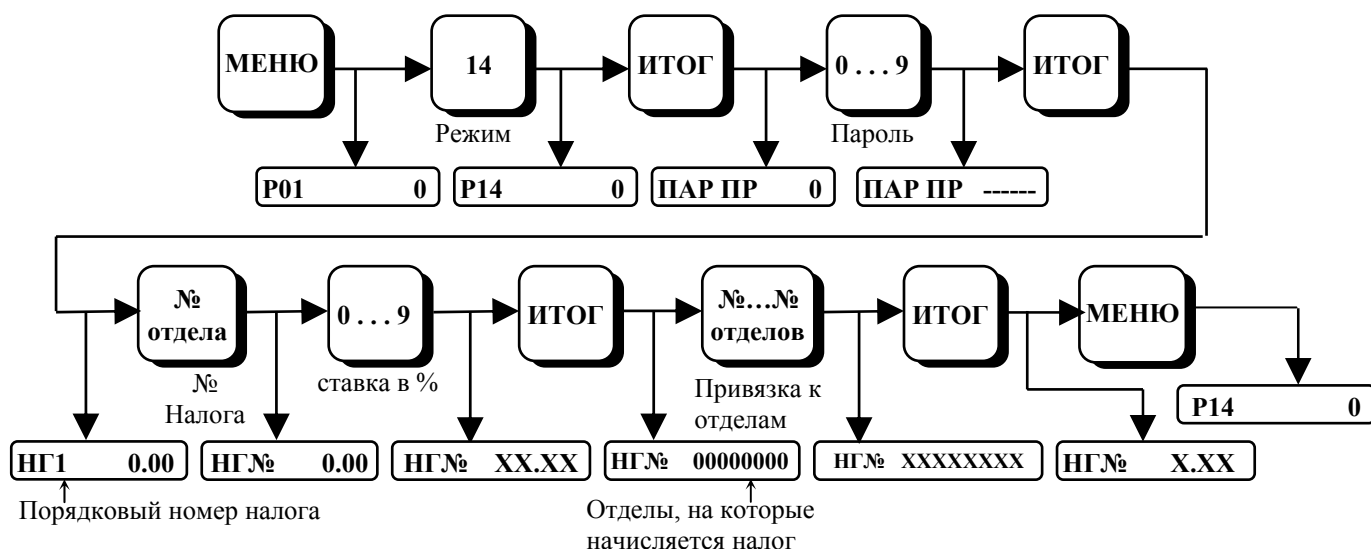 МЕНЮ 14 ИТОГ 0 . . . 9 ИТОГ
Режим Пароль
Р01 0 Р14 0 ПАР ПР 0 ПАР ПР ------
№ отдела 0 . . . 9 ИТОГ №...№ отделов ИТОГ МЕНЮ
№ Налога ставка в % Привязка к отделам
Р14 0
НГ1 0.00 НГ№ 0.00 НГ№ XX.XX НГ№ 00000000 НГ№ XXXXXXXX НГ№ X.XX
Порядковый номер налога Отделы, на которые
начисляется налог